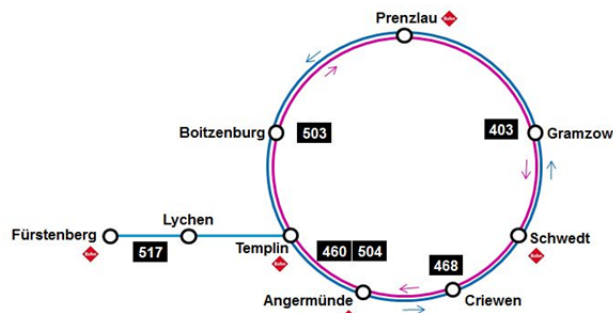 Prenzlau
Boitzenburg
503
403
Gramzow
Lychen
Fürstenberg
517
Templin
460
504
468
Schwedt
Angermünde
Criewen